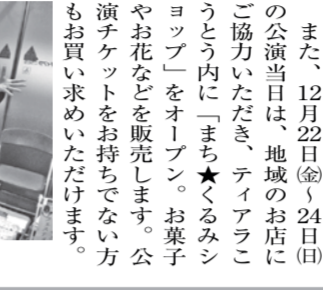 また、12月22日㈮～24日㈰
の公演当日は、地域のお店に
ご協力いただき、ティアラこ
うとう内に「まち★くるみシ
ョップ」をオープン。お菓子
やお花などを販売します。公
演チケットをお持ちでない方
もお買い求めいただけます。